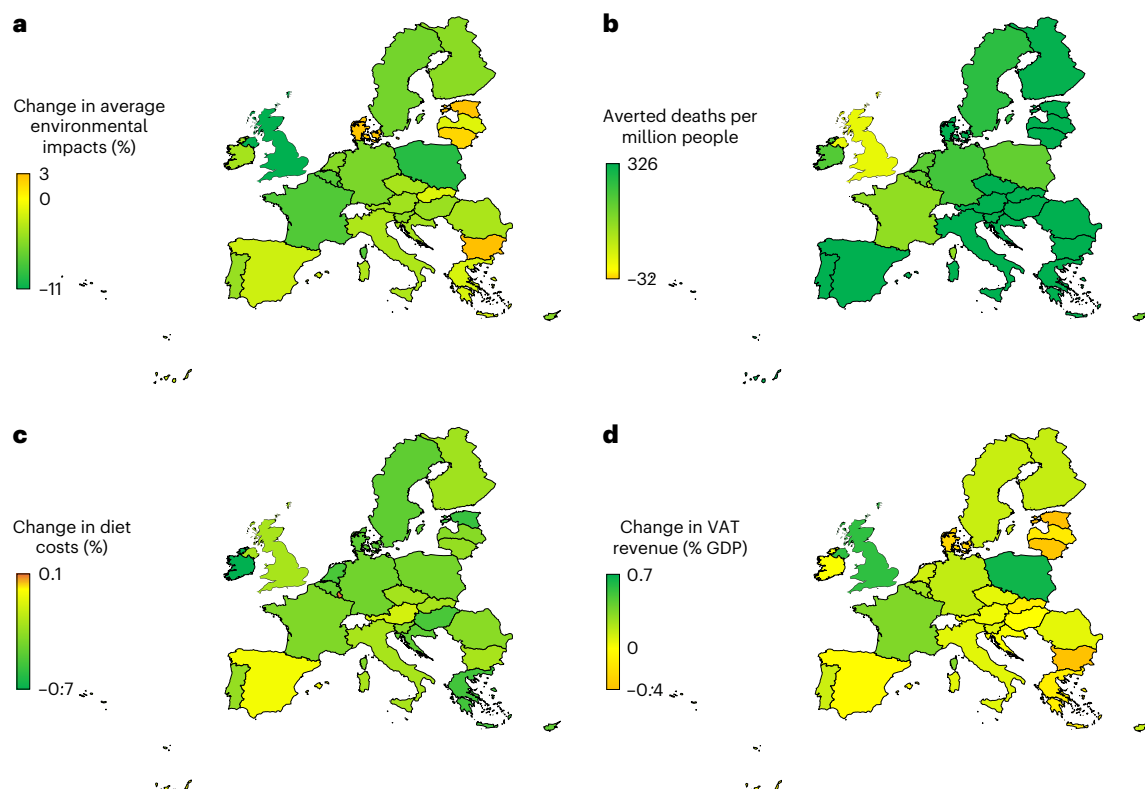 a
Change in average
environmental
impacts (%)
3
0
–11
b
Averted deaths per
million people
326
–32
c
Change in diet
costs (%)
0.1
–0.7
d
Change in VAT
revenue (% GDP)
0.7
0
–0.4